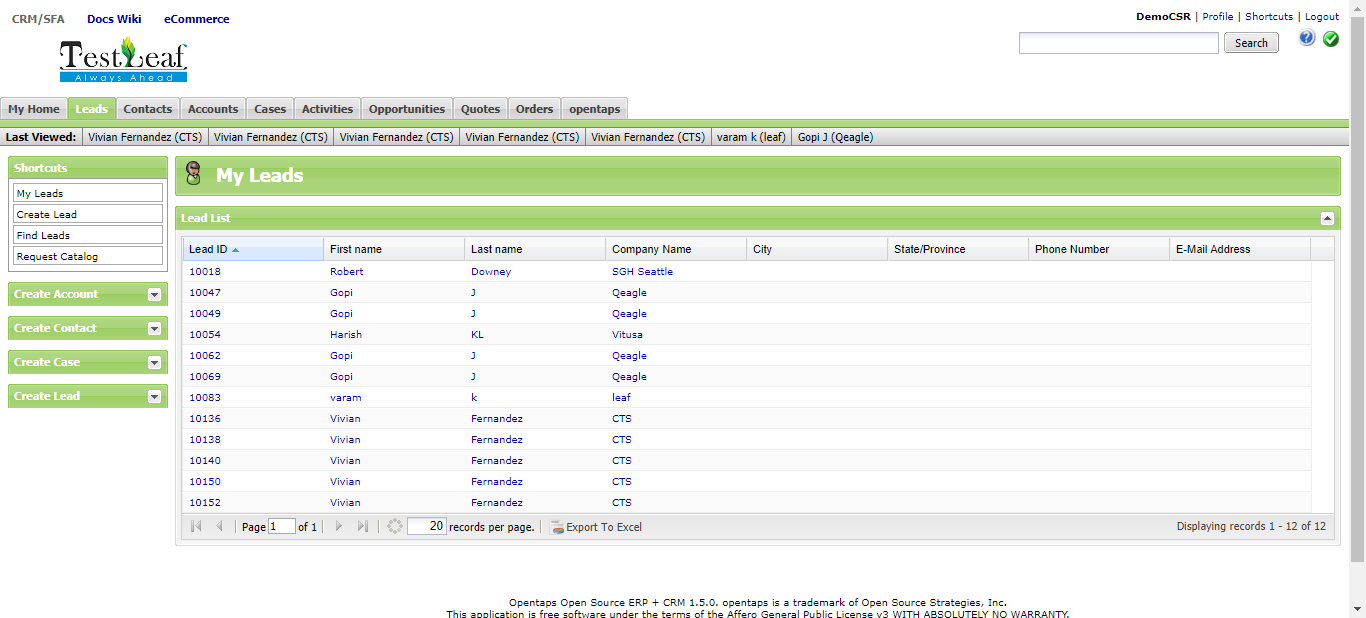 CRM/SFA Docs Wiki eCommerce
DemoCSR | Profile | Shortcuts | Logout
Search
TestLeaf
Always Ahead
My Home Leads Contacts Accounts Cases Activities Opportunities Quotes Orders opentaps
Last Viewed: Vivian Fernandez (CTS) Vivian Fernandez (CTS) Vivian Fernandez (CTS) Vivian Fernandez (CTS) Vivian Fernandez (CTS) varam k (leaf) Gopi J (Qeagle)
Shortcuts
My Leads
Create Lead
Find Leads
Request Catalog
Create Account
Create Contact
Create Case
Create Lead
My Leads
Lead List
Lead ID First name Last name Company Name City State/Province Phone Number E-Mail Address
10018 Robert Downey SGH Seattle
10047 Gopi J Qeagle
10049 Gopi J Qeagle
10054 Harish KL Vitusa
10062 Gopi J Qeagle
10069 Gopi J Qeagle
10083 varam k leaf
10136 Vivian Fernandez CTS
10138 Vivian Fernandez CTS
10140 Vivian Fernandez CTS
10150 Vivian Fernandez CTS
10152 Vivian Fernandez CTS
Page 1 of 1 20 records per page. Export To Excel Displaying records 1 - 12 of 12
Opentaps Open Source ERP + CRM 1.5.0. opentaps is a trademark of Open Source Strategies, Inc.
This application is free software under the terms of the Affero General Public License v3 WITH ABSOLUTELY NO WARRANTY.